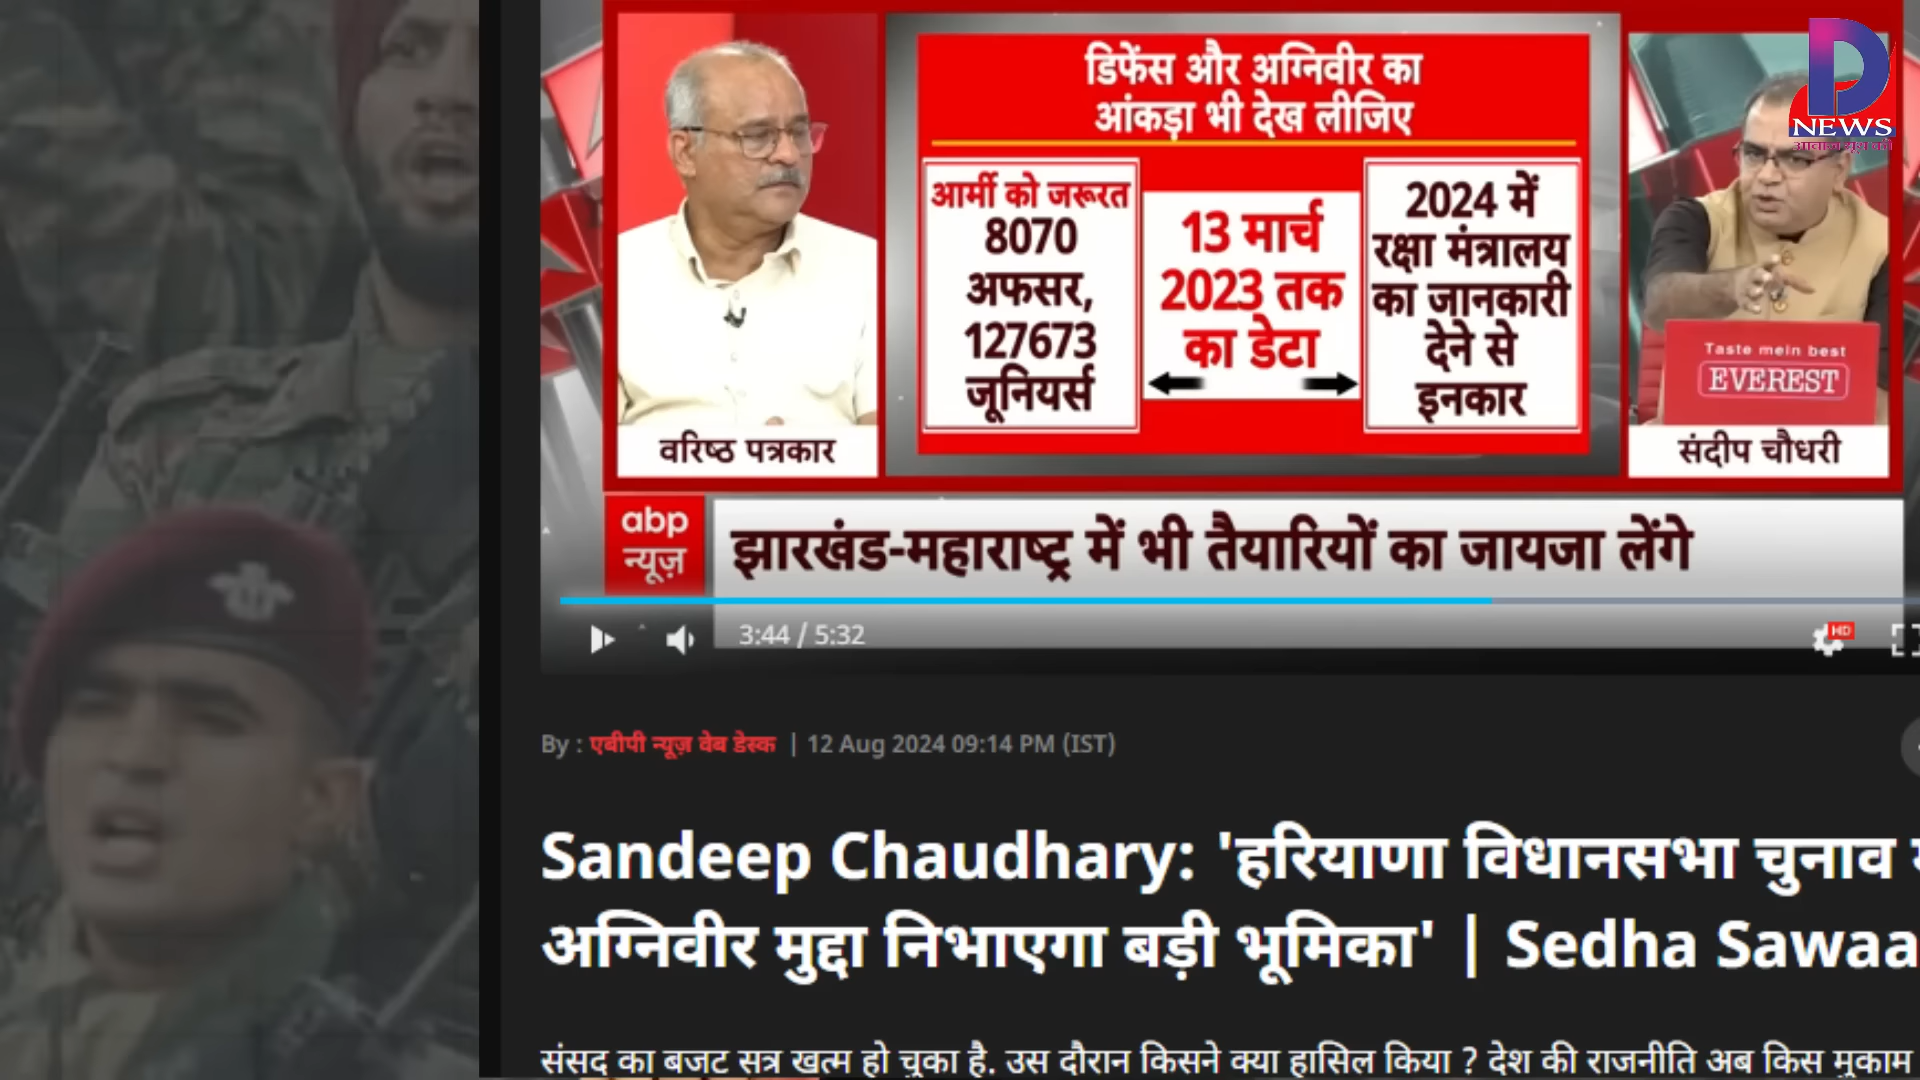 डिफेंस और अग्निवीर का
आंकड़ा भी देख लीजिए
आर्मी को जरूरत
8070
अफसर,
127673
जूनियर्स
13 मार्च
2023 तक
का डेटा
2024 में
रक्षा मंत्रालय
का जानकारी
देने से
इनकार
D
NEWS
Taste mein best
EVEREST
वरिष्ठ पत्रकार
संदीप चौधरी
abp
न्यूज़
झारखंड-महाराष्ट्र में भी तैयारियों का जायजा लेंगे
3:44 / 5:32
HD
By : एबीपी न्यूज़ वेब डेस्क | 12 Aug 2024 09:14 PM (IST)
Sandeep Chaudhary: 'हरियाणा विधानसभा चुनाव
अग्निवीर मुद्दा निभाएगा बड़ी भूमिका' | Sedha Sawaa
संसद का बजट सत्र खत्म हो चुका है. उस दौरान किसने क्या हासिल किया ? देश की राजनीति अब किस मुकाम